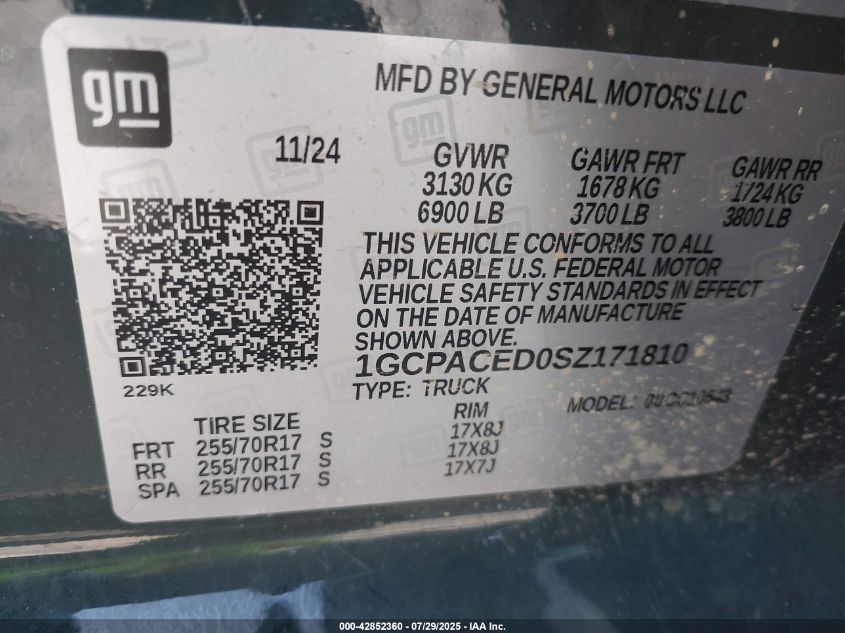 gm
MFD BY GENERAL MOTORS LLC
11/24
GVWR GAWR FRT GAWR RR
3130 KG 1678 KG 1724 KG
6900 LB 3700 LB 3800 LB
THIS VEHICLE CONFORMS TO ALL
APPLICABLE U.S. FEDERAL MOTOR
VEHICLE SAFETY STANDARDS IN EFFECT
ON THE DATE OF MANUFACTURE
SHOWN ABOVE.
1GCPACED0SZ171810
229K
TYPE: TRUCK
MODEL:
TIRE SIZE RIM
FRT 255/70R17 S 17X8J
RR 255/70R17 S 17X8J
SPA 255/70R17 S 17X7J
000-42852360 - 07/29/2025 - IAA Inc.